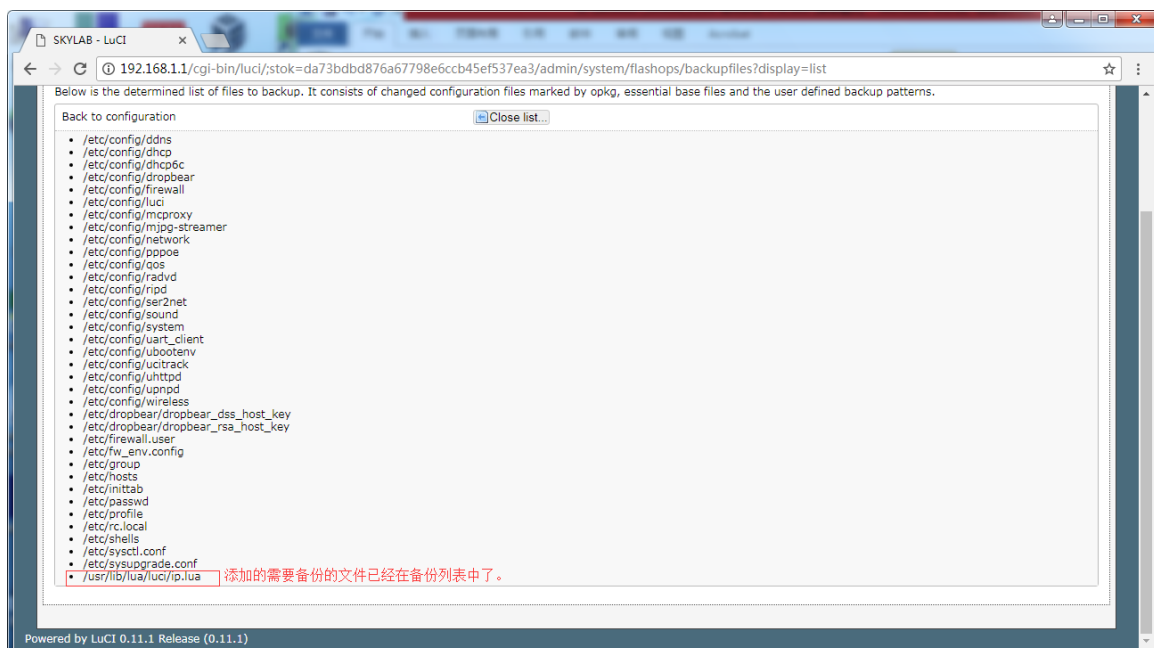 SKYLAB - LuCI
192.168.1.1/cgi-bin/luci/;stok=da73bdbd876a67798e6ccb45ef537ea3/admin/system/flashops/backupfiles?display=list
Below is the determined list of files to backup. It consists of changed configuration files marked by opkg, essential base files and the user defined backup patterns.
Back to configuration Close list...
/etc/config/ddns
/etc/config/dhcp
/etc/config/dhcp6c
/etc/config/dropbear
/etc/config/firewall
/etc/config/luci
/etc/config/mcproxy
/etc/config/mjpg-streamer
/etc/config/network
/etc/config/pppoe
/etc/config/qos
/etc/config/radvd
/etc/config/ripd
/etc/config/ser2net
/etc/config/sound
/etc/config/system
/etc/config/uart_client
/etc/config/ubootenv
/etc/config/ucitrack
/etc/config/uhttpd
/etc/config/upnpd
/etc/config/wireless
/etc/dropbear/dropbear_dss_host_key
/etc/dropbear/dropbear_rsa_host_key
/etc/firewall.user
/etc/fw_env.config
/etc/group
/etc/hosts
/etc/inittab
/etc/passwd
/etc/profile
/etc/rc.local
/etc/shells
/etc/sysctl.conf
/etc/sysupgrade.conf
/usr/lib/lua/luci/ip.lua 添加的需要备份的文件已经在备份列表中了。
Powered by LuCI 0.11.1 Release (0.11.1)